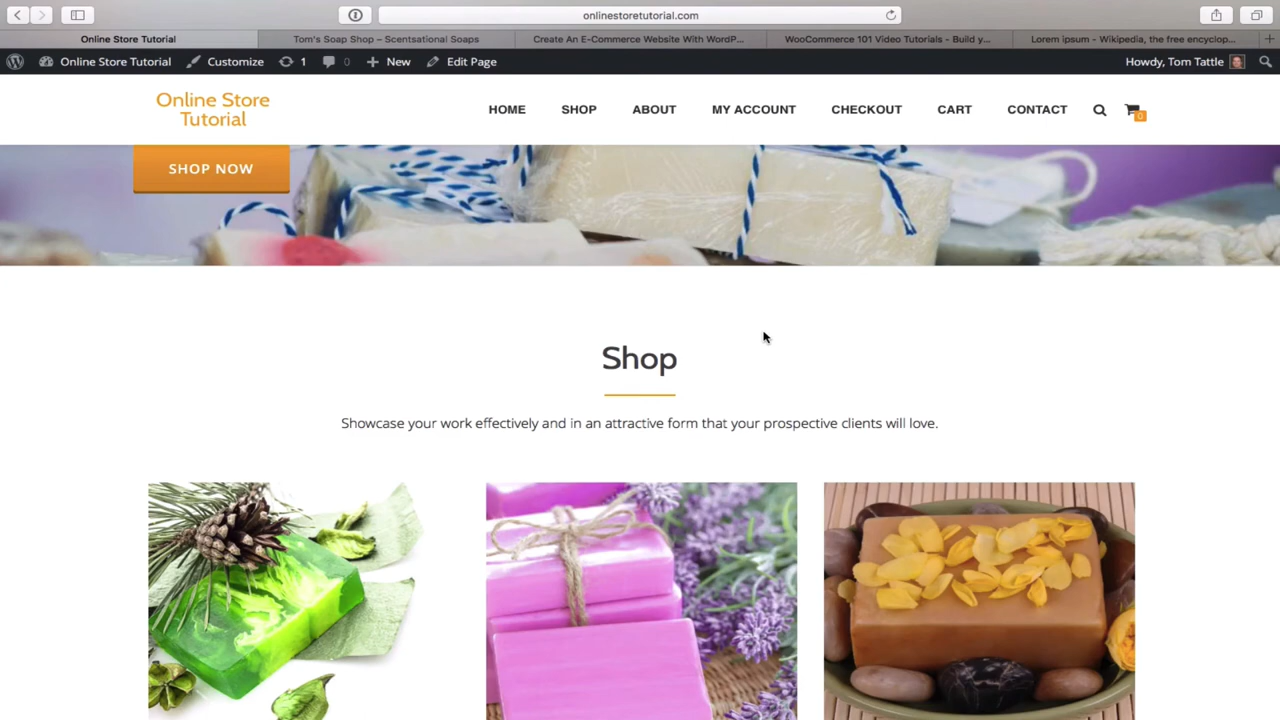 onlinestoretutorial.com
Online Store Tutorial
Tom's Soap Shop – Scentsational Soaps
Create An E-Commerce Website With WordP...
WooCommerce 101 Video Tutorials - Build y...
Lorem ipsum - Wikipedia, the free encyclop...
Online Store Tutorial
Customize
1
0
New
Edit Page
Howdy, Tom Tattle
Online Store
Tutorial
HOME
SHOP
ABOUT
MY ACCOUNT
CHECKOUT
CART
CONTACT
0
SHOP NOW
Shop
Showcase your work effectively and in an attractive form that your prospective clients will love.